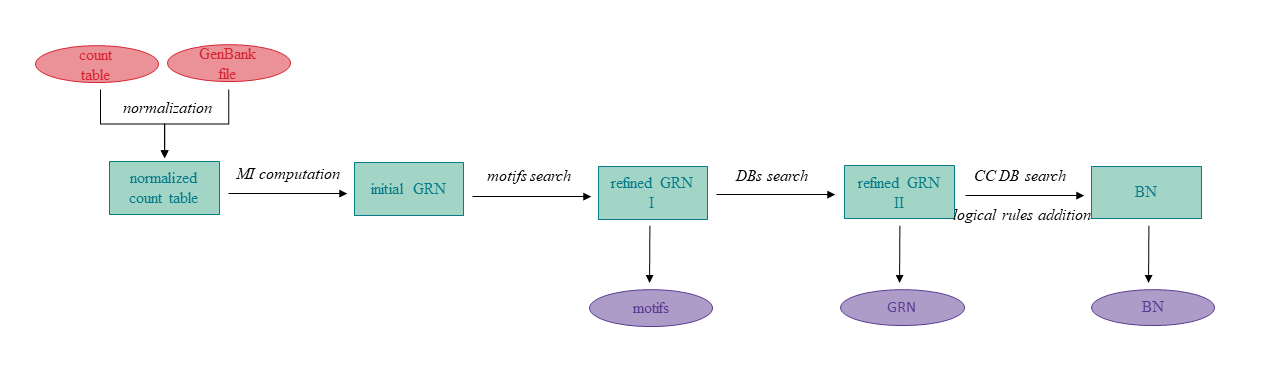 count
table
GenBank
file
normalization
normalized
count table
MI computation
initial GRN
motifs search
refined GRN
I
DBs search
refined GRN
II
CC DB search
logical rules addition
BN
motifs
GRN
BN